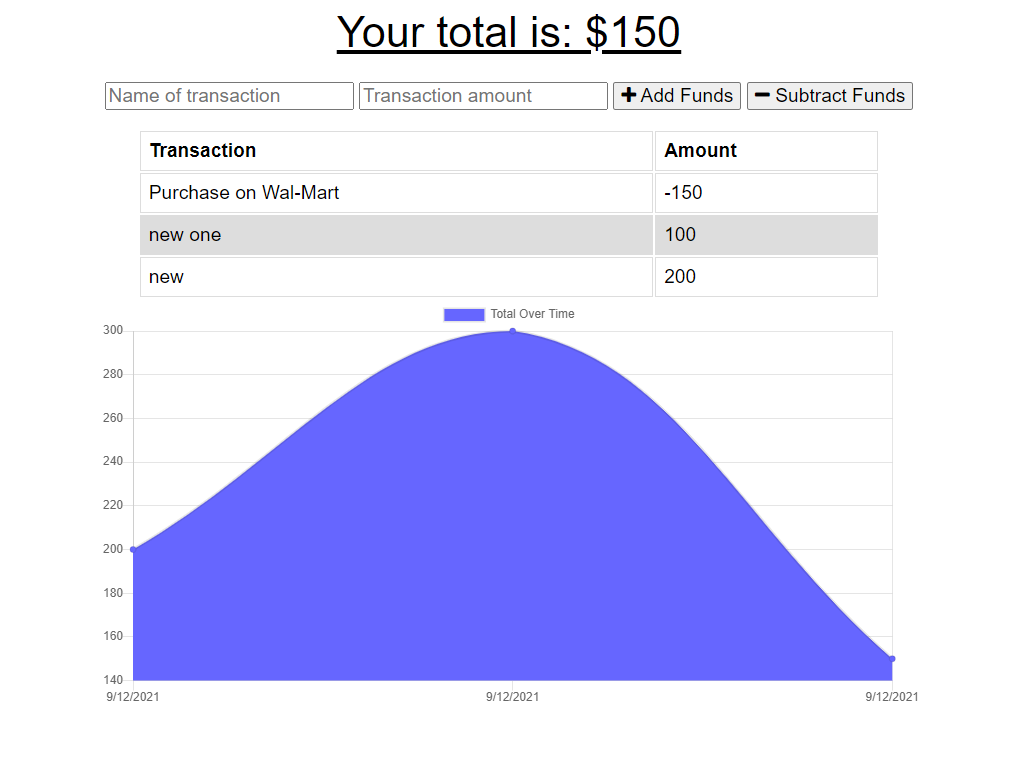 Your total is: $150
Name of transaction Transaction amount Add Funds Subtract Funds
Transaction Amount
Purchase on Wal-Mart -150
new one 100
new 200
Total Over Time
300
280
260
240
220
200
180
160
140
9/12/2021 9/12/2021 9/12/2021